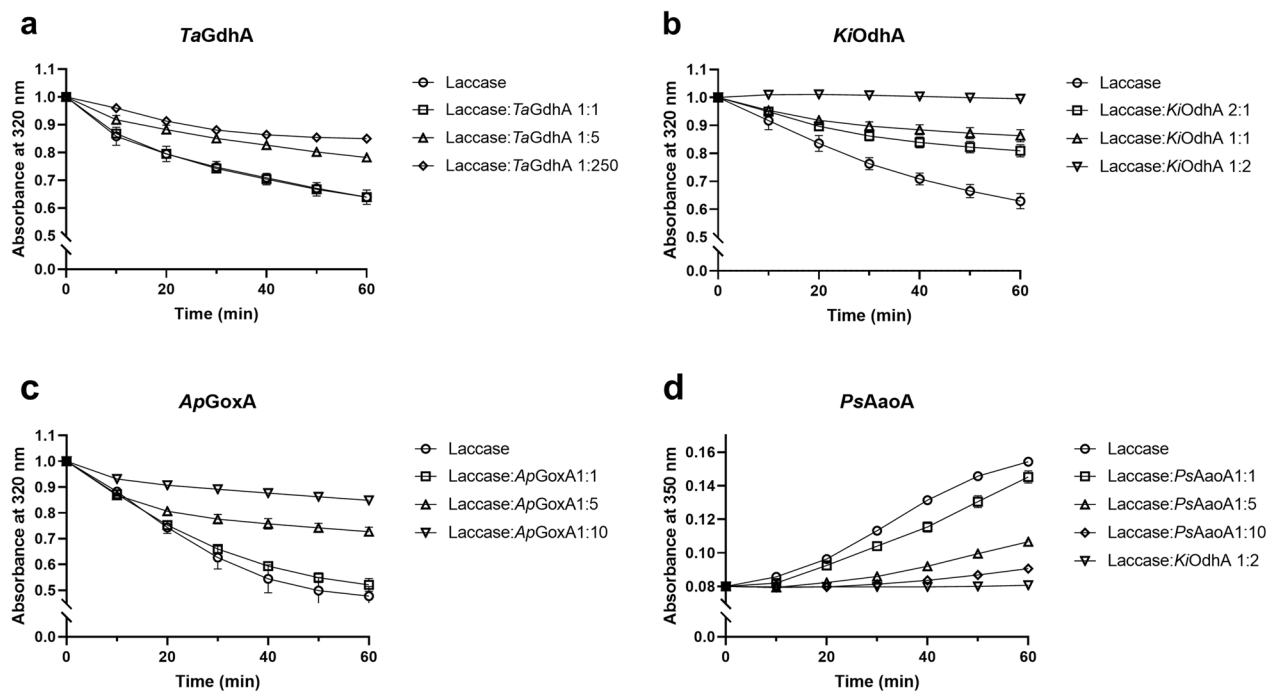 a
TaGdhA
Absorbance at 320 nm
1.1
1.0
0.9
0.8
0.7
0.6
0.5
0.0
0
20
40
60
Time (min)
Laccase
Laccase:TaGdhA 1:1
Laccase:TaGdhA 1:5
Laccase:TaGdhA 1:250
b
KiOdhA
Absorbance at 320 nm
1.1
1.0
0.9
0.8
0.7
0.6
0.5
0.0
0
20
40
60
Time (min)
Laccase
Laccase:KiOdhA 2:1
Laccase:KiOdhA 1:1
Laccase:KiOdhA 1:2
c
ApGoxA
Absorbance at 320 nm
1.1
1.0
0.9
0.8
0.7
0.6
0.5
0.0
0
20
40
60
Time (min)
Laccase
Laccase:ApGoxA1:1
Laccase:ApGoxA1:5
Laccase:ApGoxA1:10
d
PsAaoA
Absorbance at 350 nm
0.16
0.14
0.12
0.10
0.08
0.0
0
20
40
60
Time (min)
Laccase
Laccase:PsAaoA1:1
Laccase:PsAaoA1:5
Laccase:PsAaoA1:10
Laccase:KiOdhA 1:2